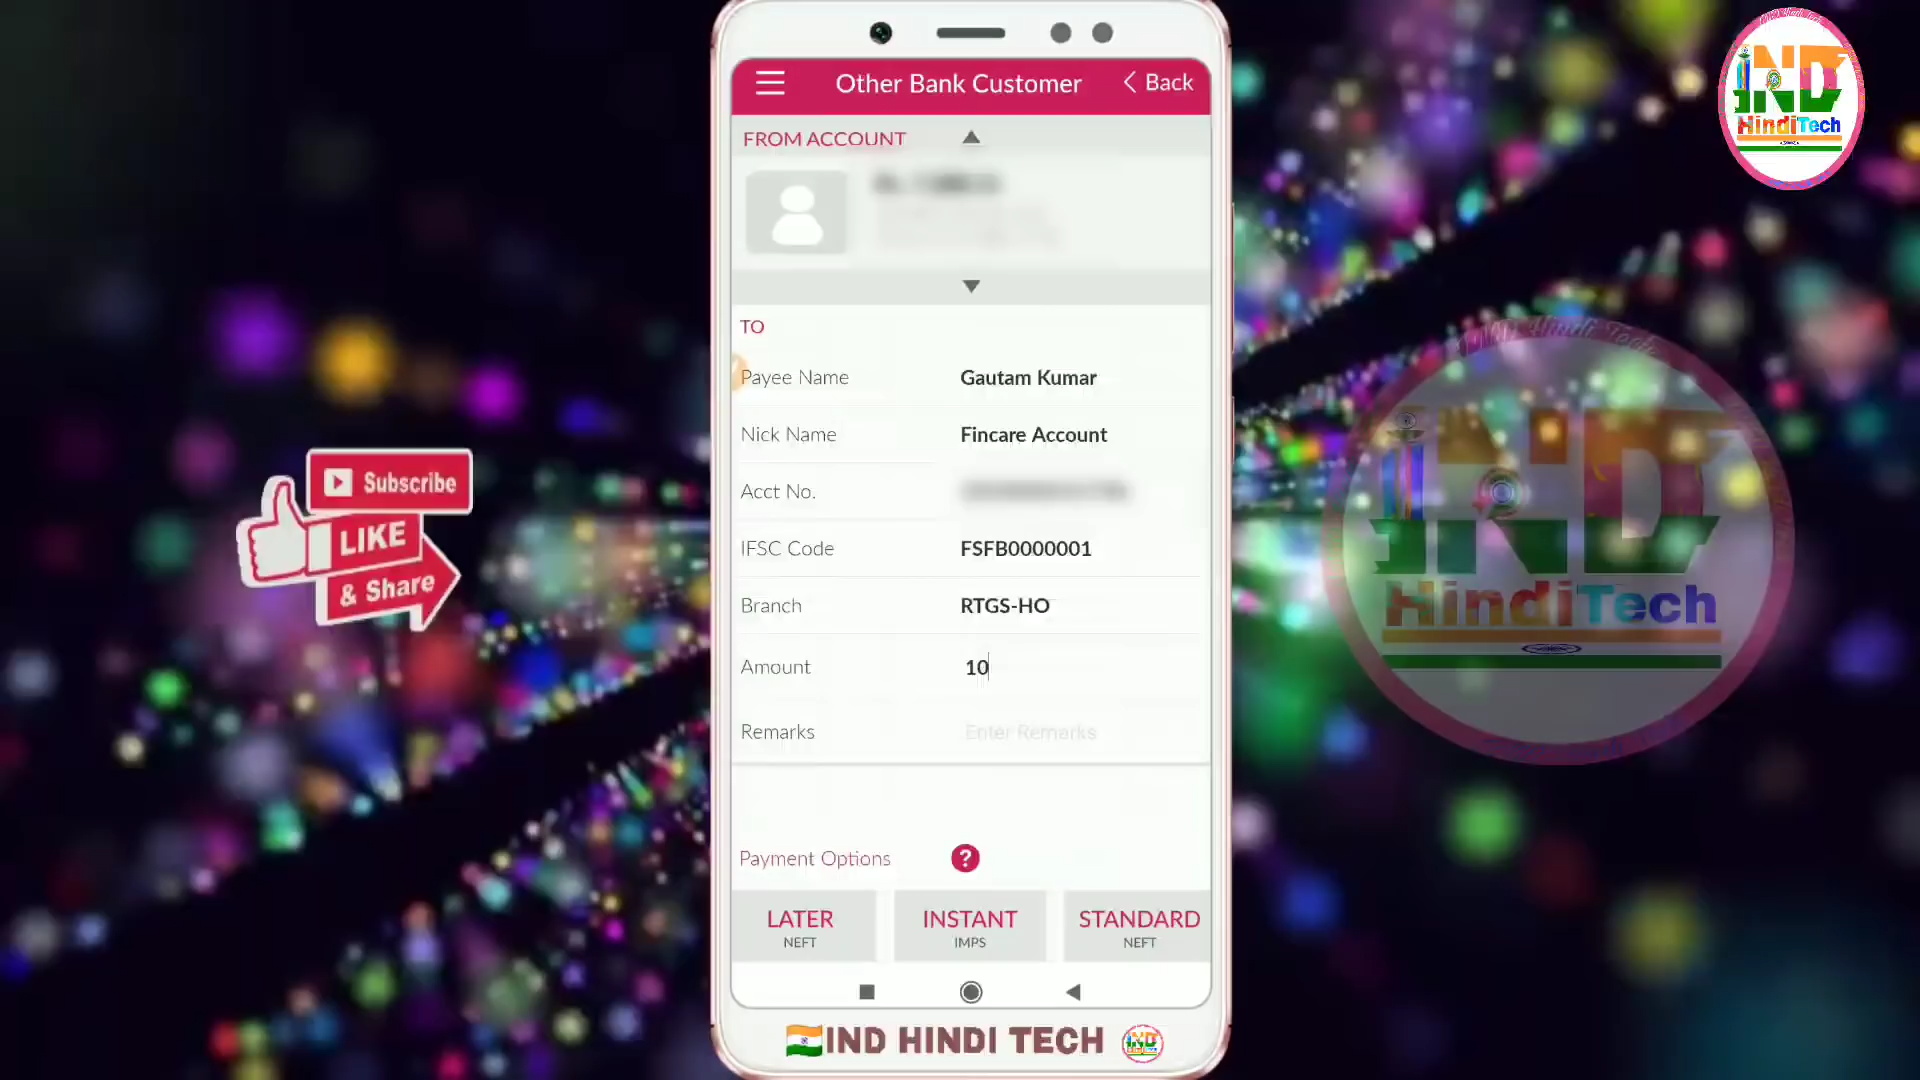 Other Bank Customer
Back
FROM ACCOUNT
TO
Payee Name
Gautam Kumar
Nick Name
Fincare Account
Acct No.
IFSC Code
FSFB0000001
Branch
RTGS-HO
Amount
10
Remarks
Enter Remarks
Payment Options
?
LATER
NEFT
INSTANT
IMPS
STANDARD
NEFT
IND HINDI TECH
Subscribe
LIKE
& Share
IND
HindiTech
IND
HindiTech